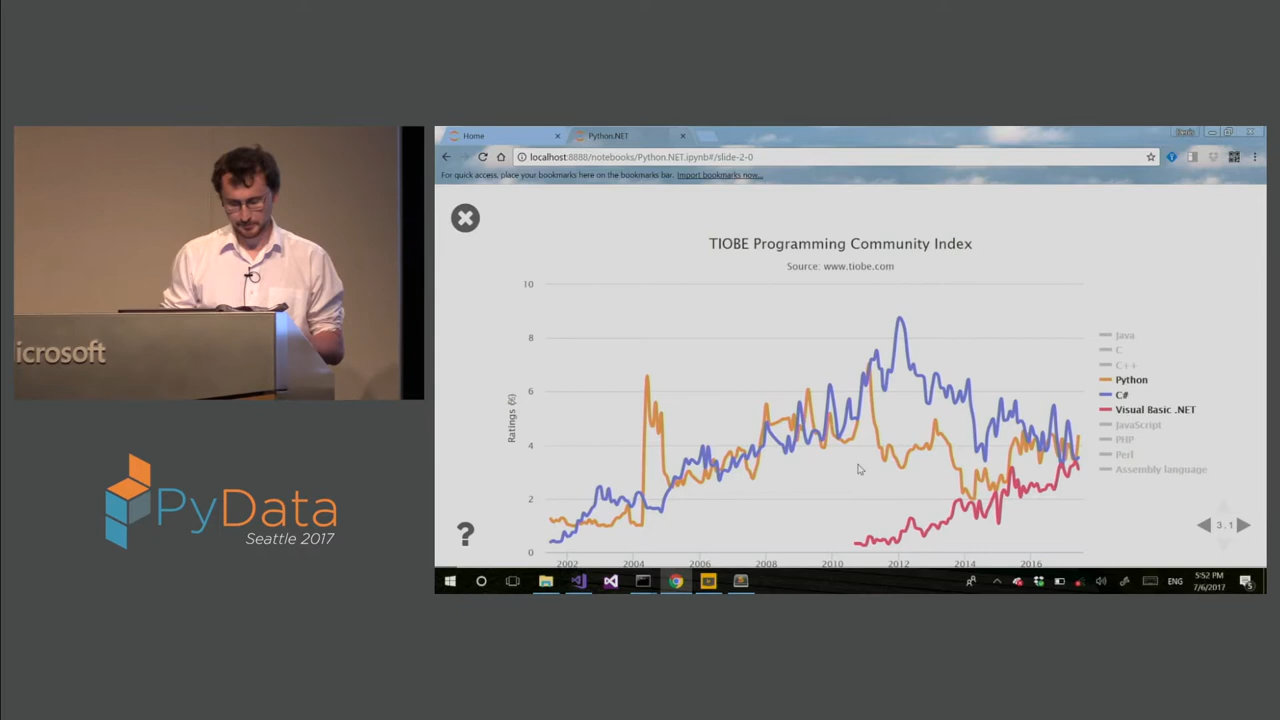 Home
Python.NET
Denis
localhost:8888/notebooks/Python.NET.ipynb#/slide-2-0
For quick access, place your bookmarks here on the bookmarks bar. Import bookmarks now...
TIOBE Programming Community Index
Source: www.tiobe.com
Ratings (%)
10
8
6
4
2
0
2002
2004
2006
2008
2010
2012
2014
2016
Java
C
C++
Python
C#
Visual Basic .NET
JavaScript
PHP
Perl
Assembly language
3.1
?
ENG
5:52 PM
7/6/2017
icrosoft
PyData
Seattle 2017